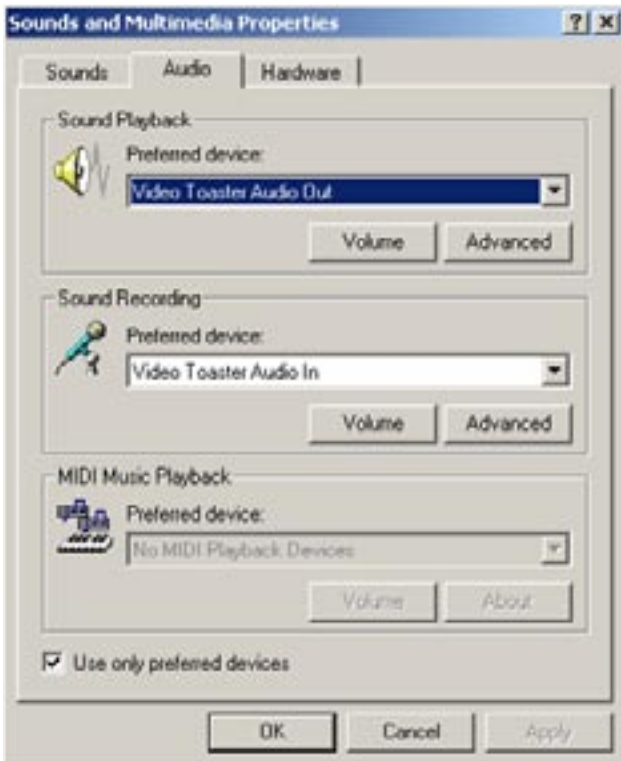 Sounds and Multimedia Properties
Sounds
Audio
Hardware
Sound Playback
Preferred device:
Video Toaster Audio Out
Volume
Advanced
Sound Recording
Preferred device:
Video Toaster Audio In
Volume
Advanced
MIDI Music Playback
Preferred device:
No MIDI Playback Devices
Volume
About
Use only preferred devices
OK
Cancel
Apply